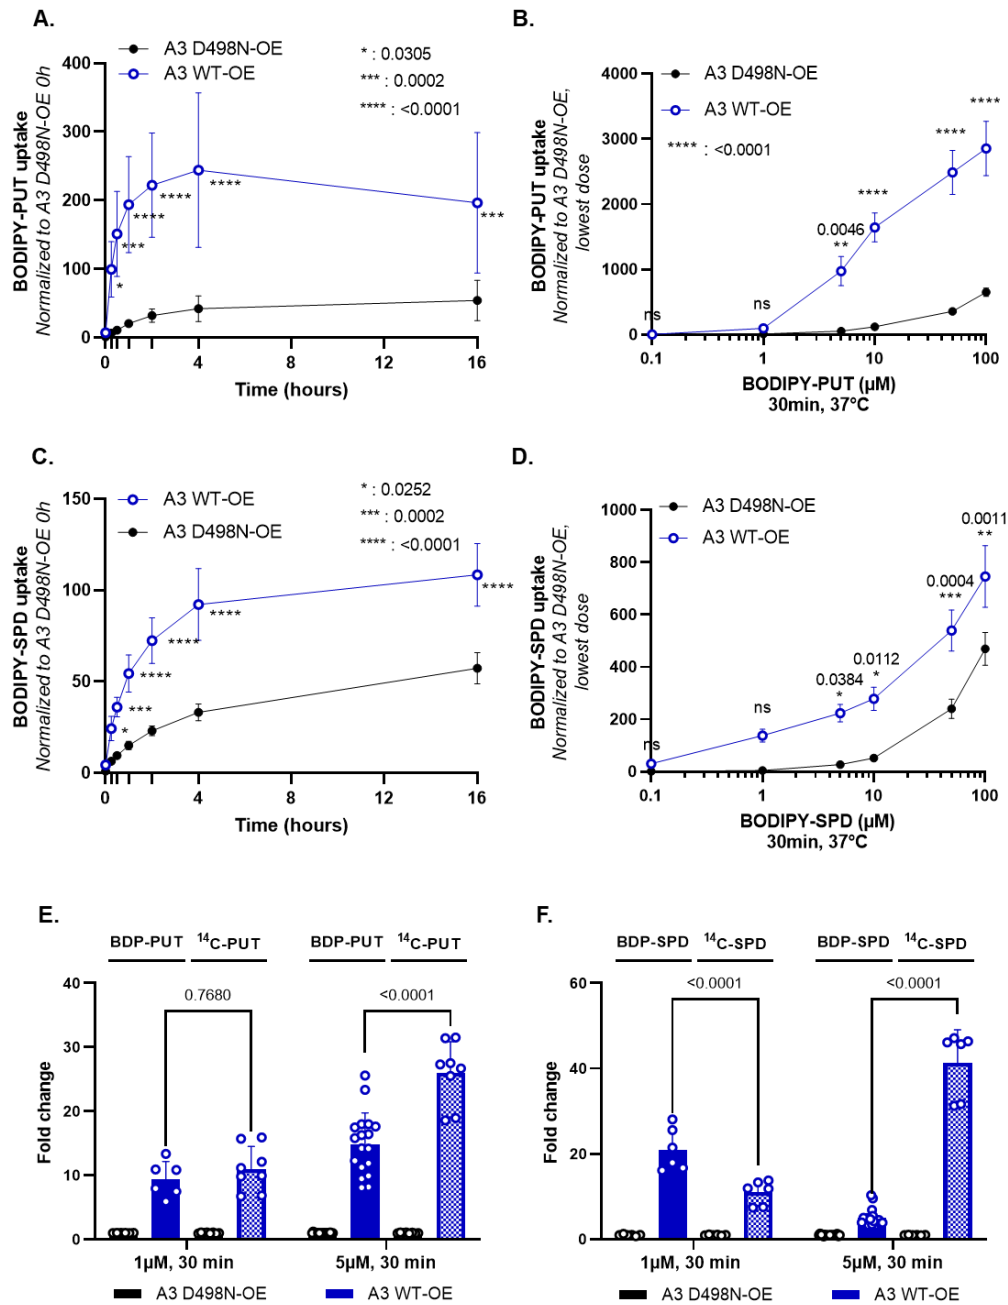 A.
A3 D498N-OE
A3 WT-OE
* : 0.0305
*** : 0.0002
**** : <0.0001
BODIPY-PUT uptake
Normalized to A3 D498N-OE 0h
400
300
200
100
0
*
***
****
****
****
***
0 4 8 12 16
Time (hours)
B.
A3 D498N-OE
A3 WT-OE
**** : <0.0001
BODIPY-PUT uptake
Normalized to A3 D498N-OE,
lowest dose
4000
3000
2000
1000
0
ns
ns
0.0046
**
****
****
****
0.1 1 10 100
BODIPY-PUT (µM)
30min, 37°C
C.
A3 WT-OE
A3 D498N-OE
* : 0.0252
*** : 0.0002
**** : <0.0001
BODIPY-SPD uptake
Normalized to A3 D498N-OE 0h
150
100
50
0
*
***
****
****
****
****
0 4 8 12 16
Time (hours)
D.
A3 D498N-OE
A3 WT-OE
BODIPY-SPD uptake
Normalized to A3 D498N-OE,
lowest dose
1000
800
600
400
200
0
ns
ns
0.0384
*
0.0112
*
0.0004
***
0.0011
**
0.1 1 10 100
BODIPY-SPD (µM)
30min, 37°C
E.
BDP-PUT 14C-PUT BDP-PUT 14C-PUT
0.7680 <0.0001
Fold change
40
30
20
10
0
1µM, 30 min 5µM, 30 min
A3 D498N-OE A3 WT-OE
F.
BDP-SPD 14C-SPD BDP-SPD 14C-SPD
<0.0001 <0.0001
Fold change
60
40
20
0
1µM, 30 min 5µM, 30 min
A3 D498N-OE A3 WT-OE